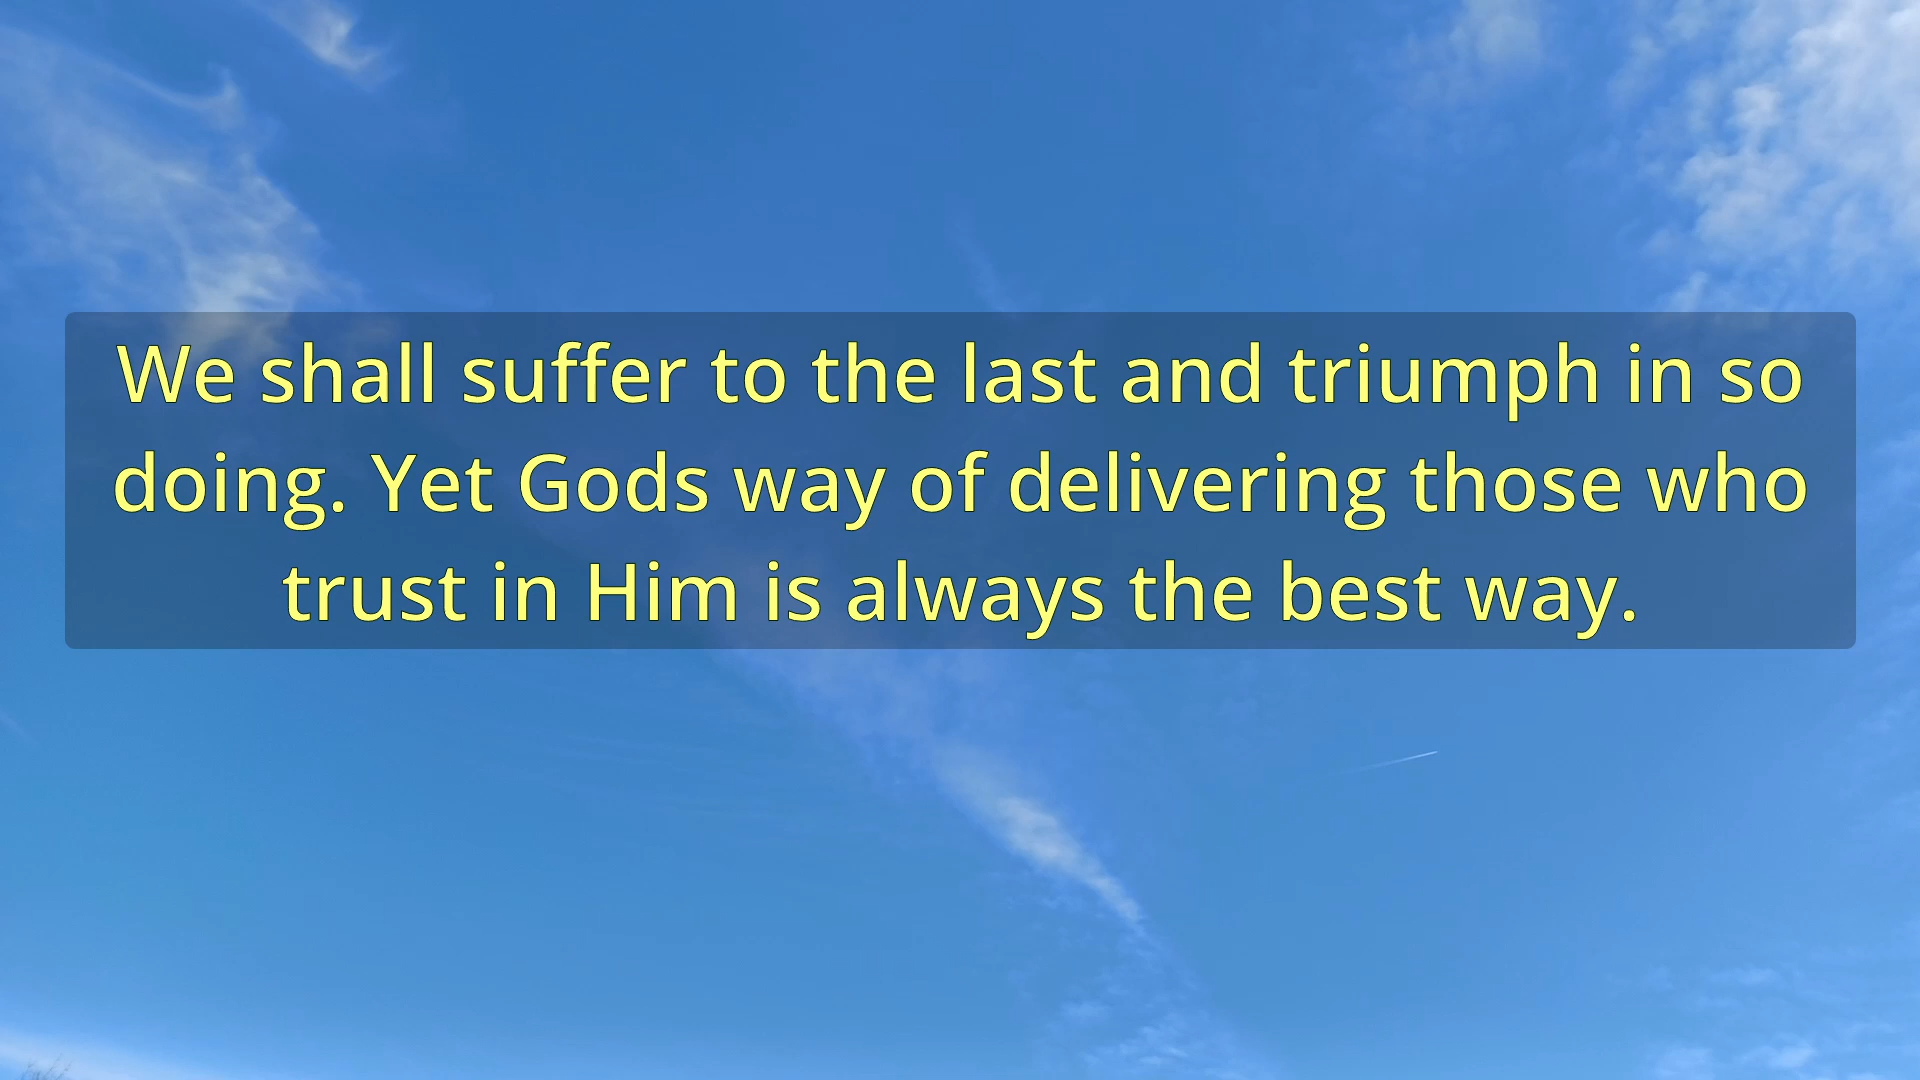 We shall suffer to the last and triumph in so
doing. Yet Gods way of delivering those who
trust in Him is always the best way.